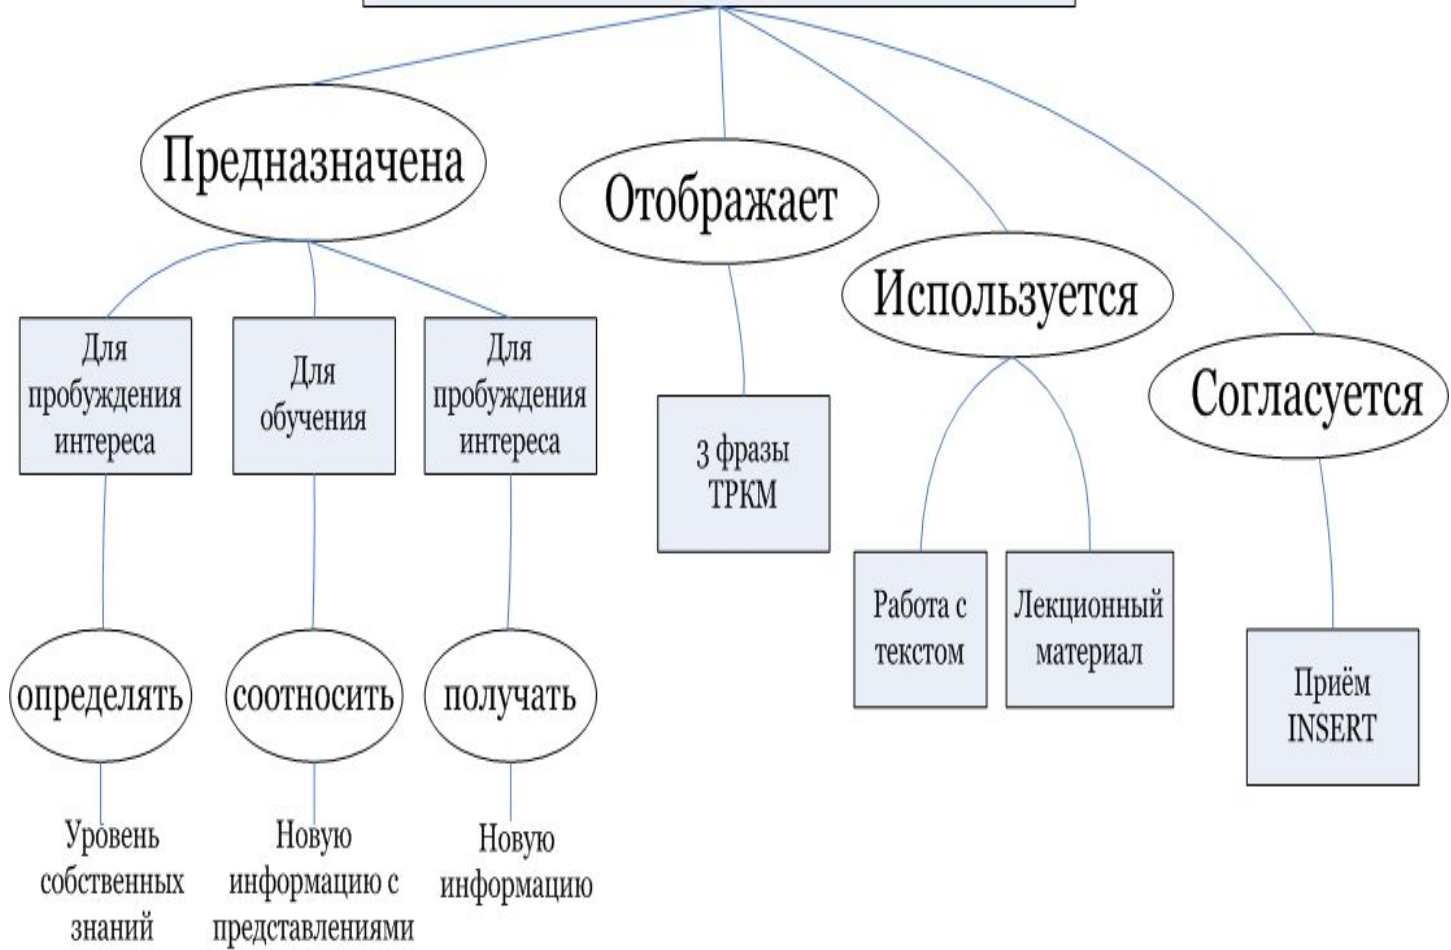 Предназначена
Отображает
Используется
Согласуется
Для
пробуждения
интереса
Для
обучения
Для
пробуждения
интереса
3 фразы
ТРКМ
Работа с
текстом
Лекционный
материал
Приём
INSERT
определять
соотносить
получать
Уровень
собственных
знаний
Новую
информацию с
представлениями
Новую
информацию